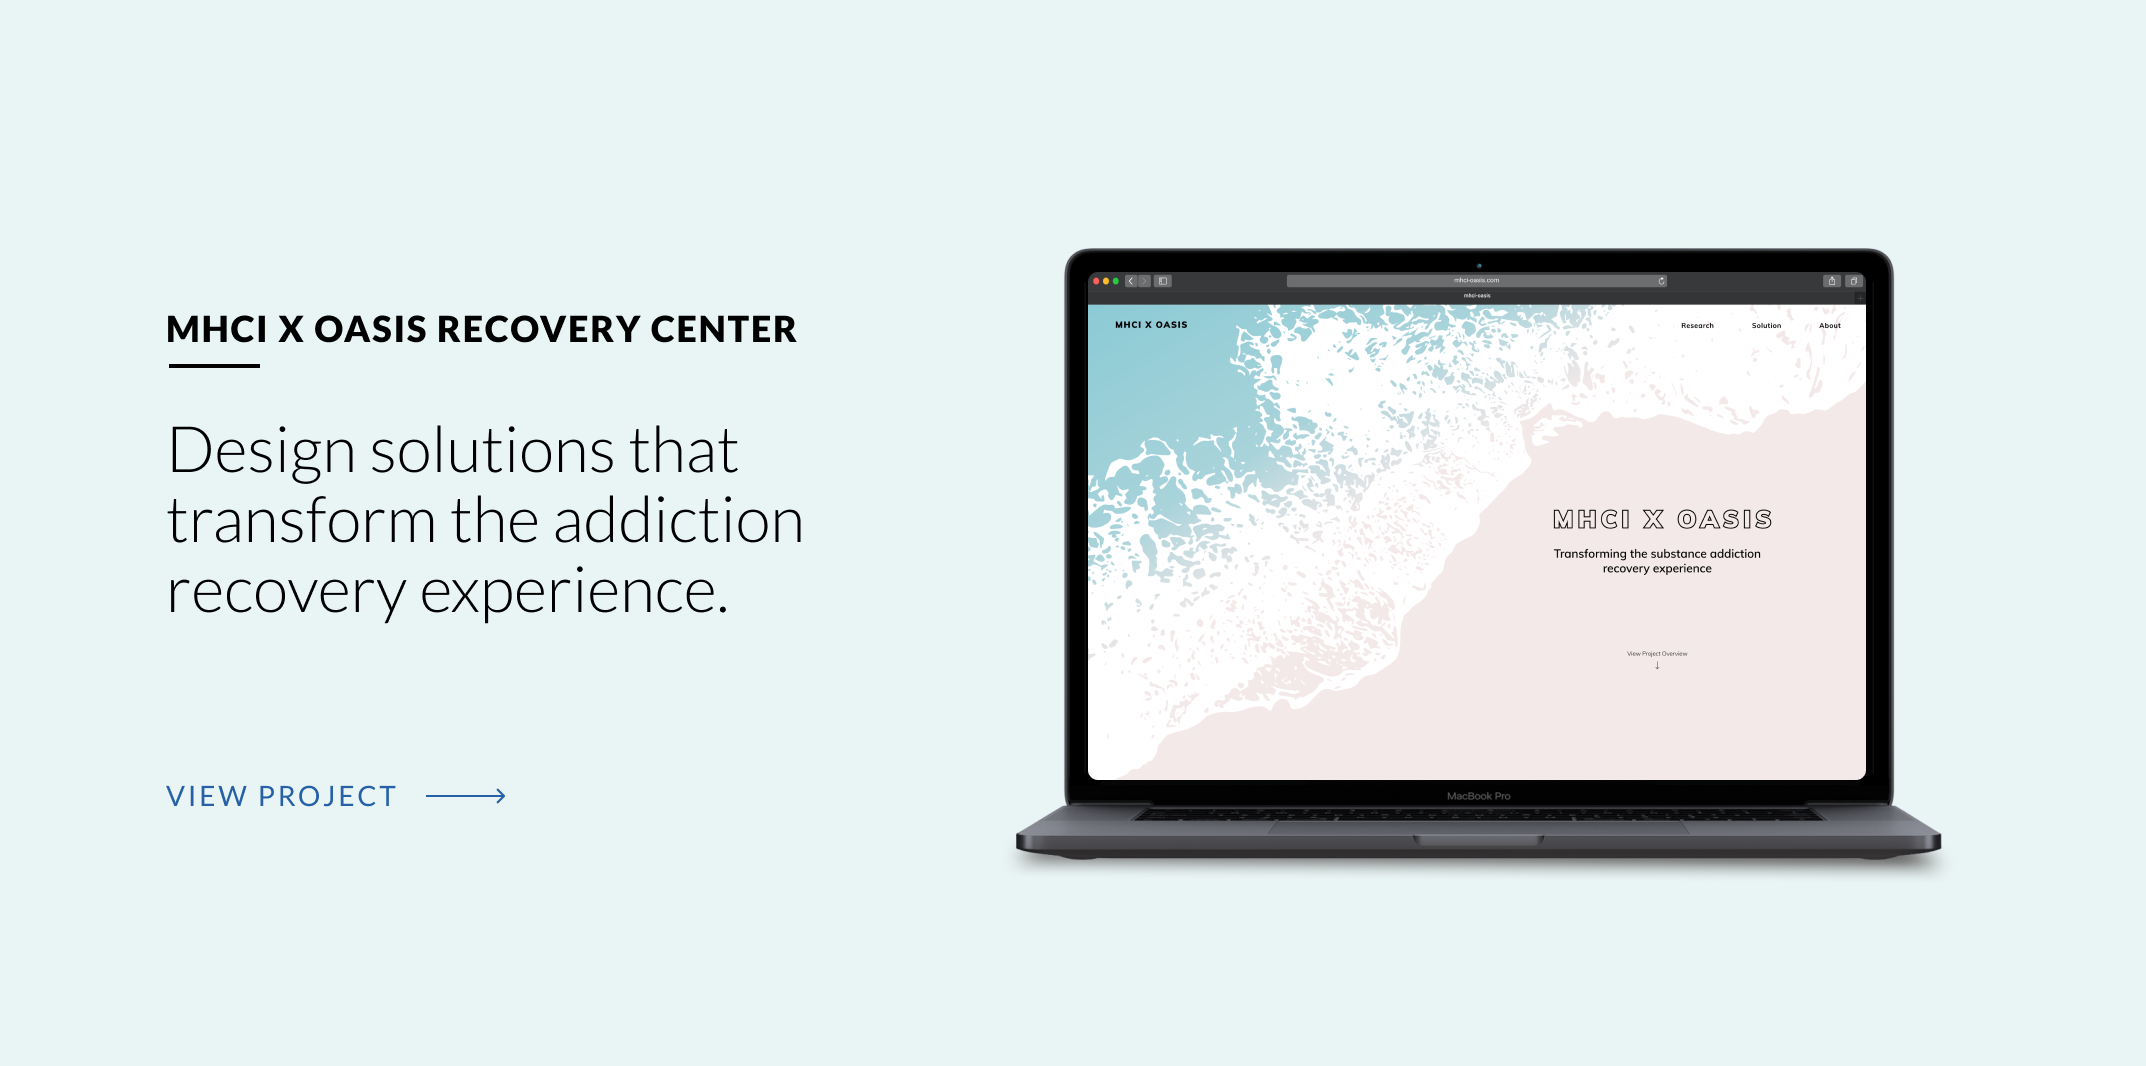 MHCI X OASIS RECOVERY CENTER
Design solutions that
transform the addiction
recovery experience.
VIEW PROJECT
mhci-oasis.com
mhci-oasis
MHCI X OASIS
Research
Solution
About
MHCI X OASIS
Transforming the substance addiction
recovery experience
View Project Overview
MacBook Pro